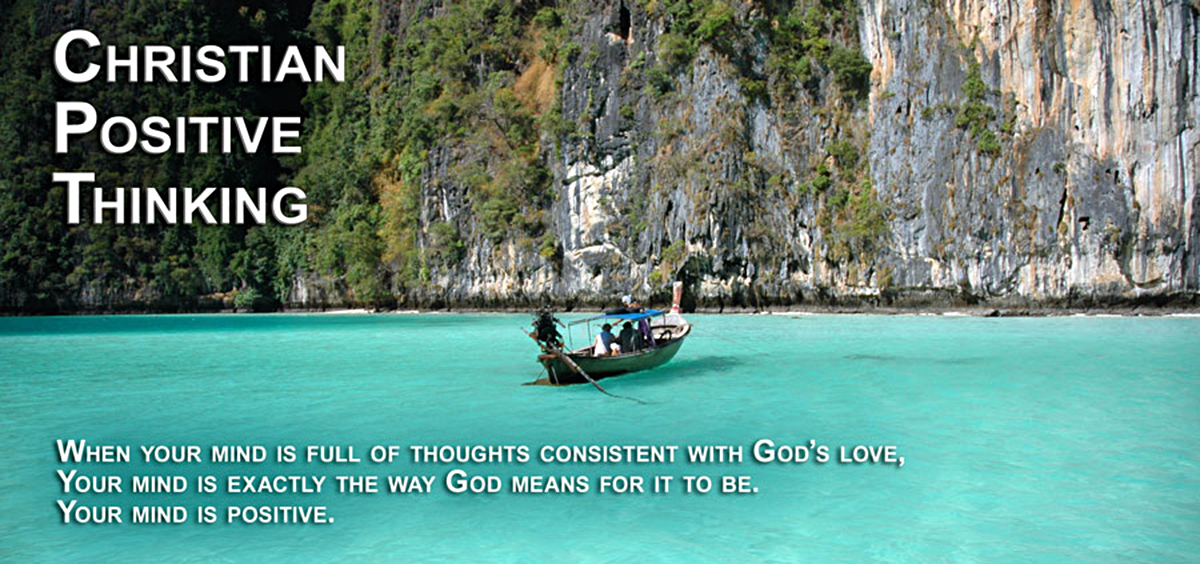 Christian
Positive
Thinking
When your mind is full of thoughts consistent with God’s love,
Your mind is exactly the way God means for it to be.
Your mind is positive.